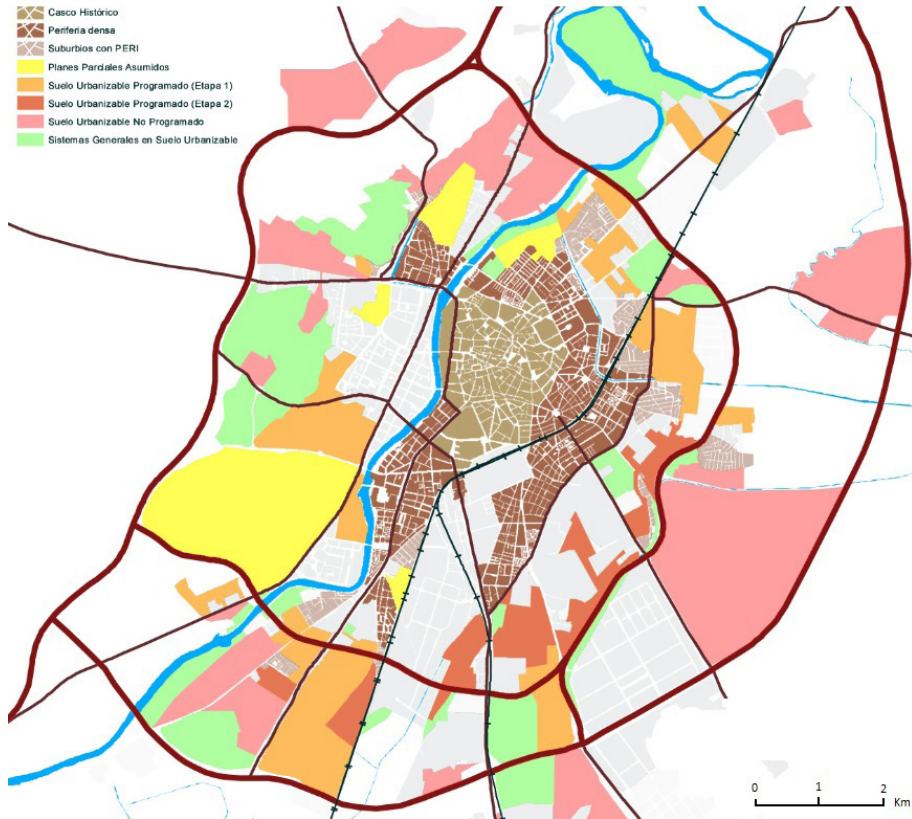 Casco Histórico
Periferia densa
Suburbios con PERI
Planes Parciales Asumidos
Suelo Urbanizable Programado (Etapa 1)
Suelo Urbanizable Programado (Etapa 2)
Suelo Urbanizable No Programado
Sistemas Generales en Suelo Urbanizable
0 1 2
Km